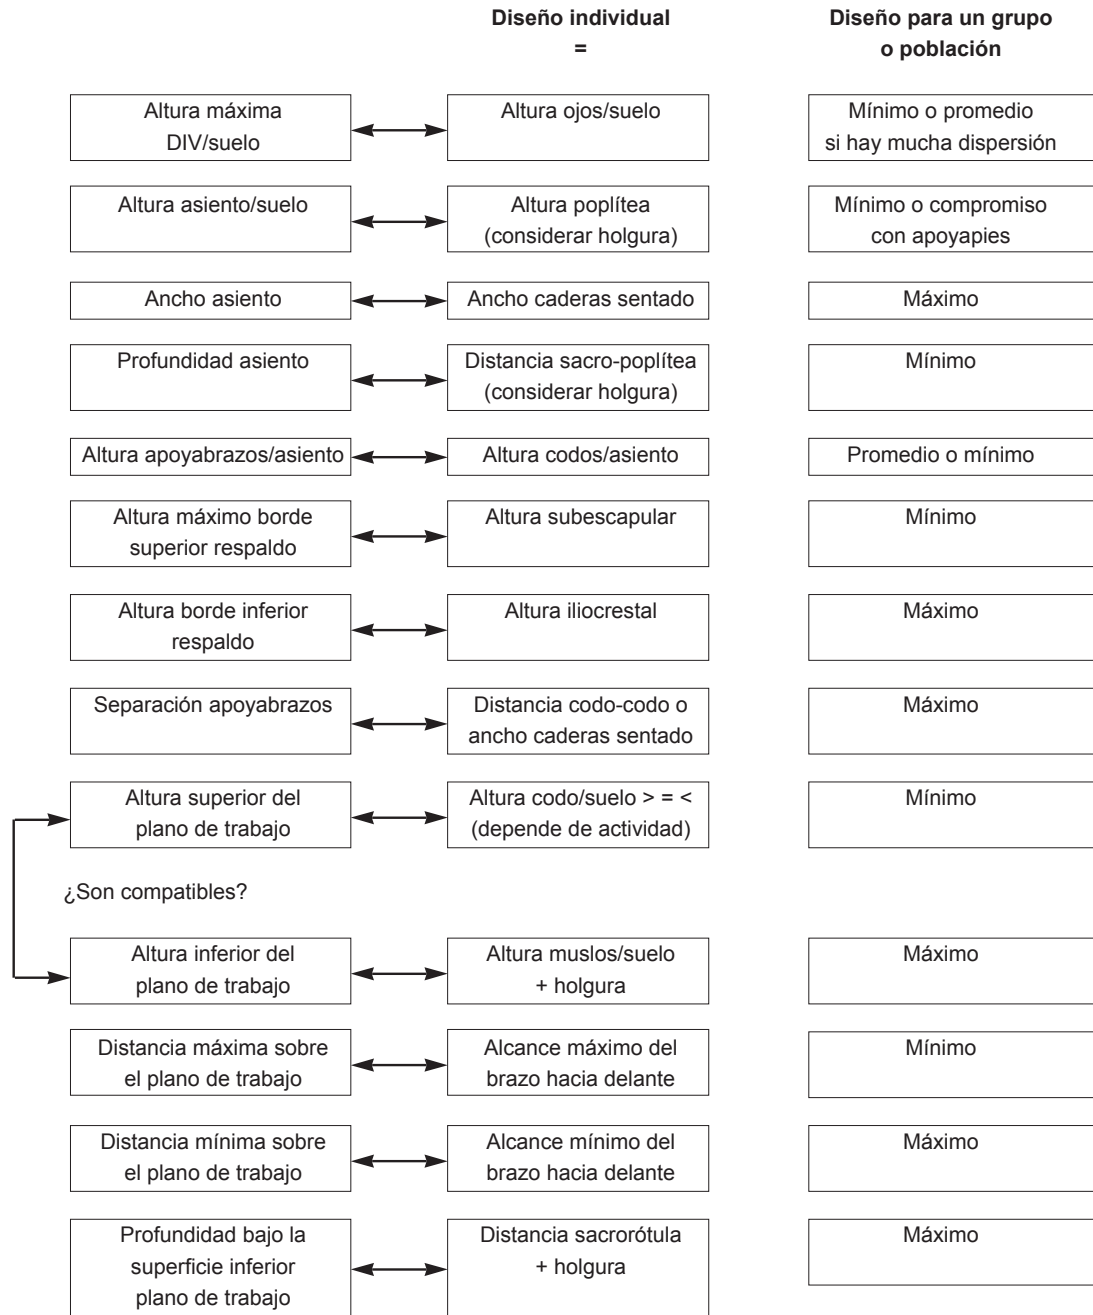 Diseño individual
=
Diseño para un grupo
o población
Altura máxima
DIV/suelo
Altura ojos/suelo
Mínimo o promedio
si hay mucha dispersión
Altura asiento/suelo
Altura poplítea
(considerar holgura)
Mínimo o compromiso
con apoyapies
Ancho asiento
Ancho caderas sentado
Máximo
Profundidad asiento
Distancia sacro-poplítea
(considerar holgura)
Mínimo
Altura apoyabrazos/asiento
Altura codos/asiento
Promedio o mínimo
Altura máximo borde
superior respaldo
Altura subescapular
Mínimo
Altura borde inferior
respaldo
Altura iliocrestal
Máximo
Separación apoyabrazos
Distancia codo-codo o
ancho caderas sentado
Máximo
Altura superior del
plano de trabajo
Altura codo/suelo > = <
(depende de actividad)
Mínimo
¿Son compatibles?
Altura inferior del
plano de trabajo
Altura muslos/suelo
+ holgura
Máximo
Distancia máxima sobre
el plano de trabajo
Alcance máximo del
brazo hacia delante
Mínimo
Distancia mínima sobre
el plano de trabajo
Alcance mínimo del
brazo hacia delante
Máximo
Profundidad bajo la
superficie inferior
plano de trabajo
Distancia sacrorótula
+ holgura
Máximo